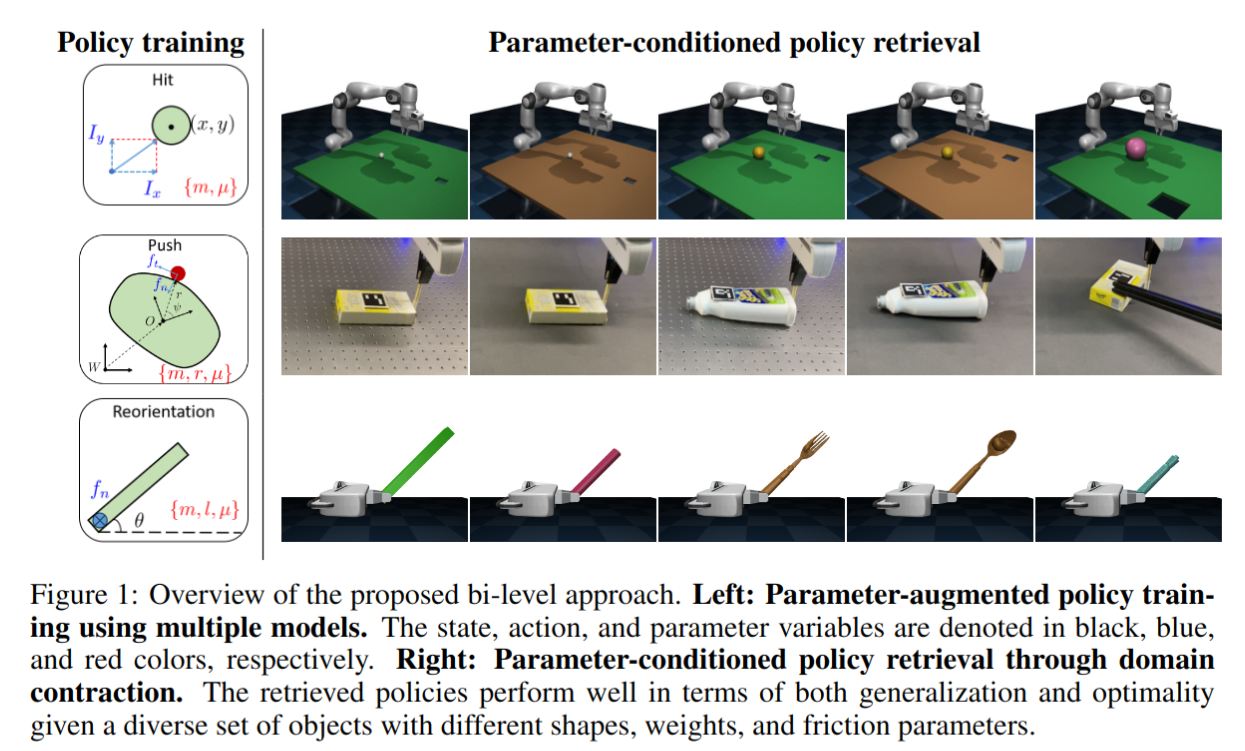 Policy training
Parameter-conditioned policy retrieval
Hit
(x, y)
I_y
I_x
{m, μ}
Push
f_t
f_n
r
ψ
O
W
{m, r, μ}
Reorientation
f_n
{m, l, μ}
θ
Figure 1: Overview of the proposed bi-level approach. Left: Parameter-augmented policy train-
ing using multiple models. The state, action, and parameter variables are denoted in black, blue,
and red colors, respectively. Right: Parameter-conditioned policy retrieval through domain
contraction. The retrieved policies perform well in terms of both generalization and optimality
given a diverse set of objects with different shapes, weights, and friction parameters.